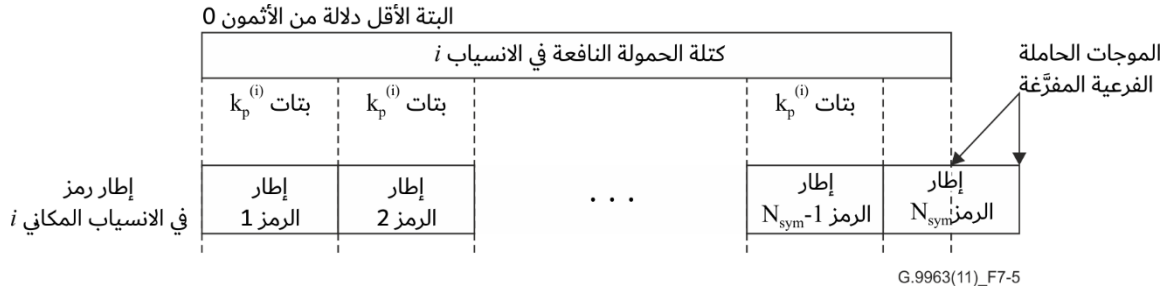 البتة الأقل دلالة من الأثمون 0
كتلة الحمولة النافعة في الانسياب i
الموجات الحاملة
الفرعية المفرَّغة
بتات kp(i)
بتات kp(i)
بتات kp(i)
إطار رمز
في الانسياب المكاني i
إطار
الرمز 1
إطار
الرمز 2
. . .
إطار
الرمز Nsym-1
إطار
الرمز Nsym
G.9963(11)_F7-5